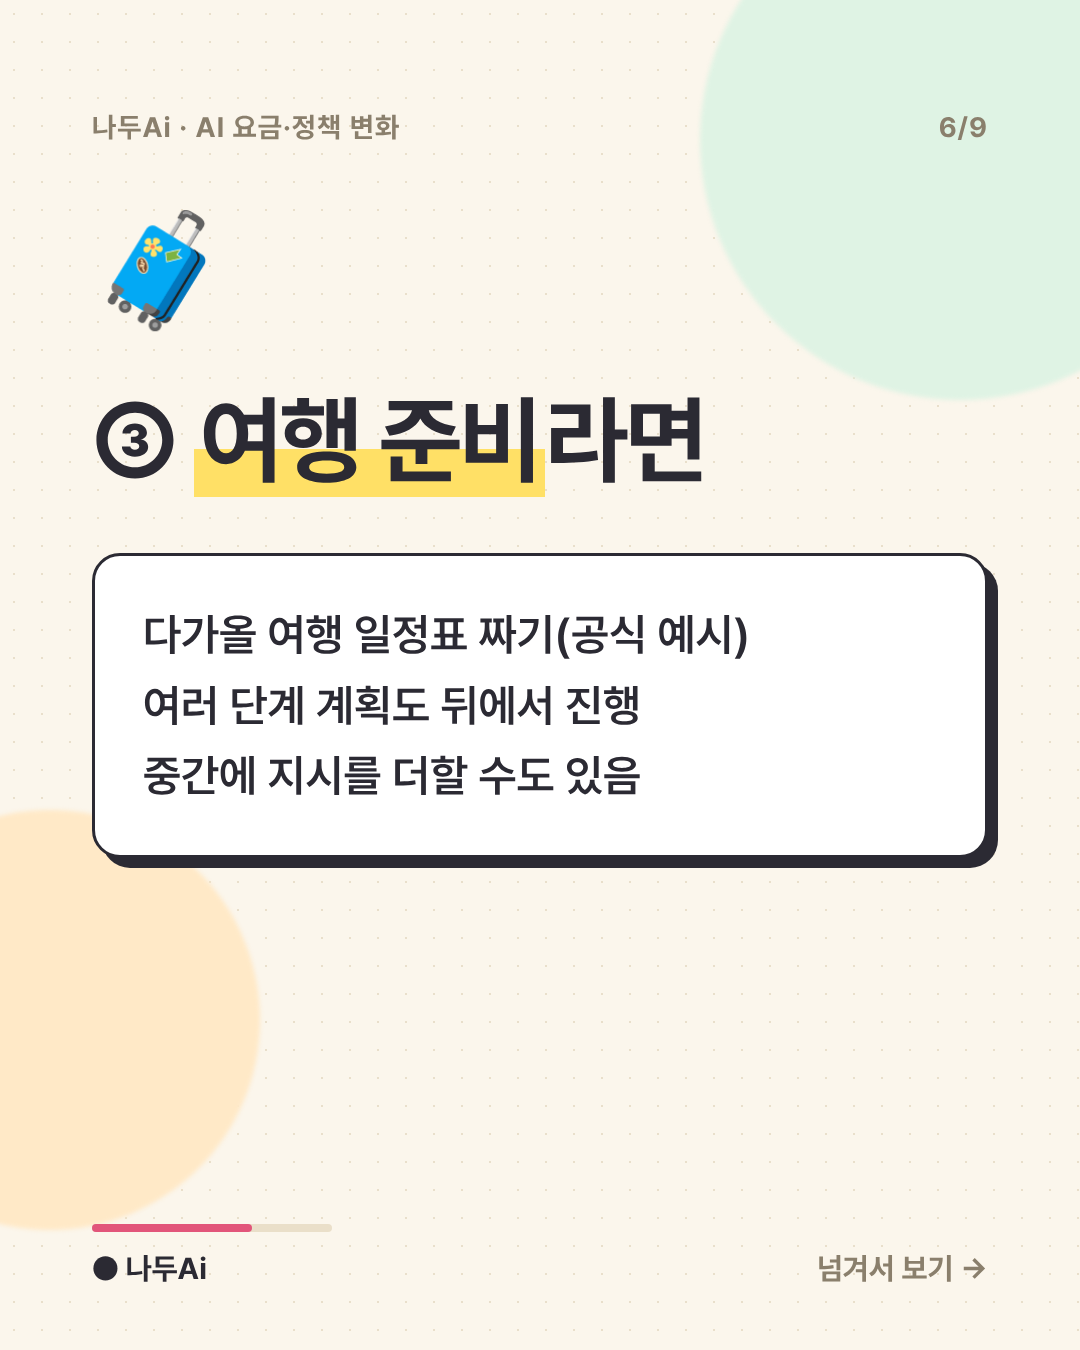 나두Ai · AI 요금·정책 변화
6/9
③ 여행 준비라면
다가올 여행 일정표 짜기(공식 예시)
여러 단계 계획도 뒤에서 진행
중간에 지시를 더할 수도 있음
● 나두Ai
넘겨서 보기 →